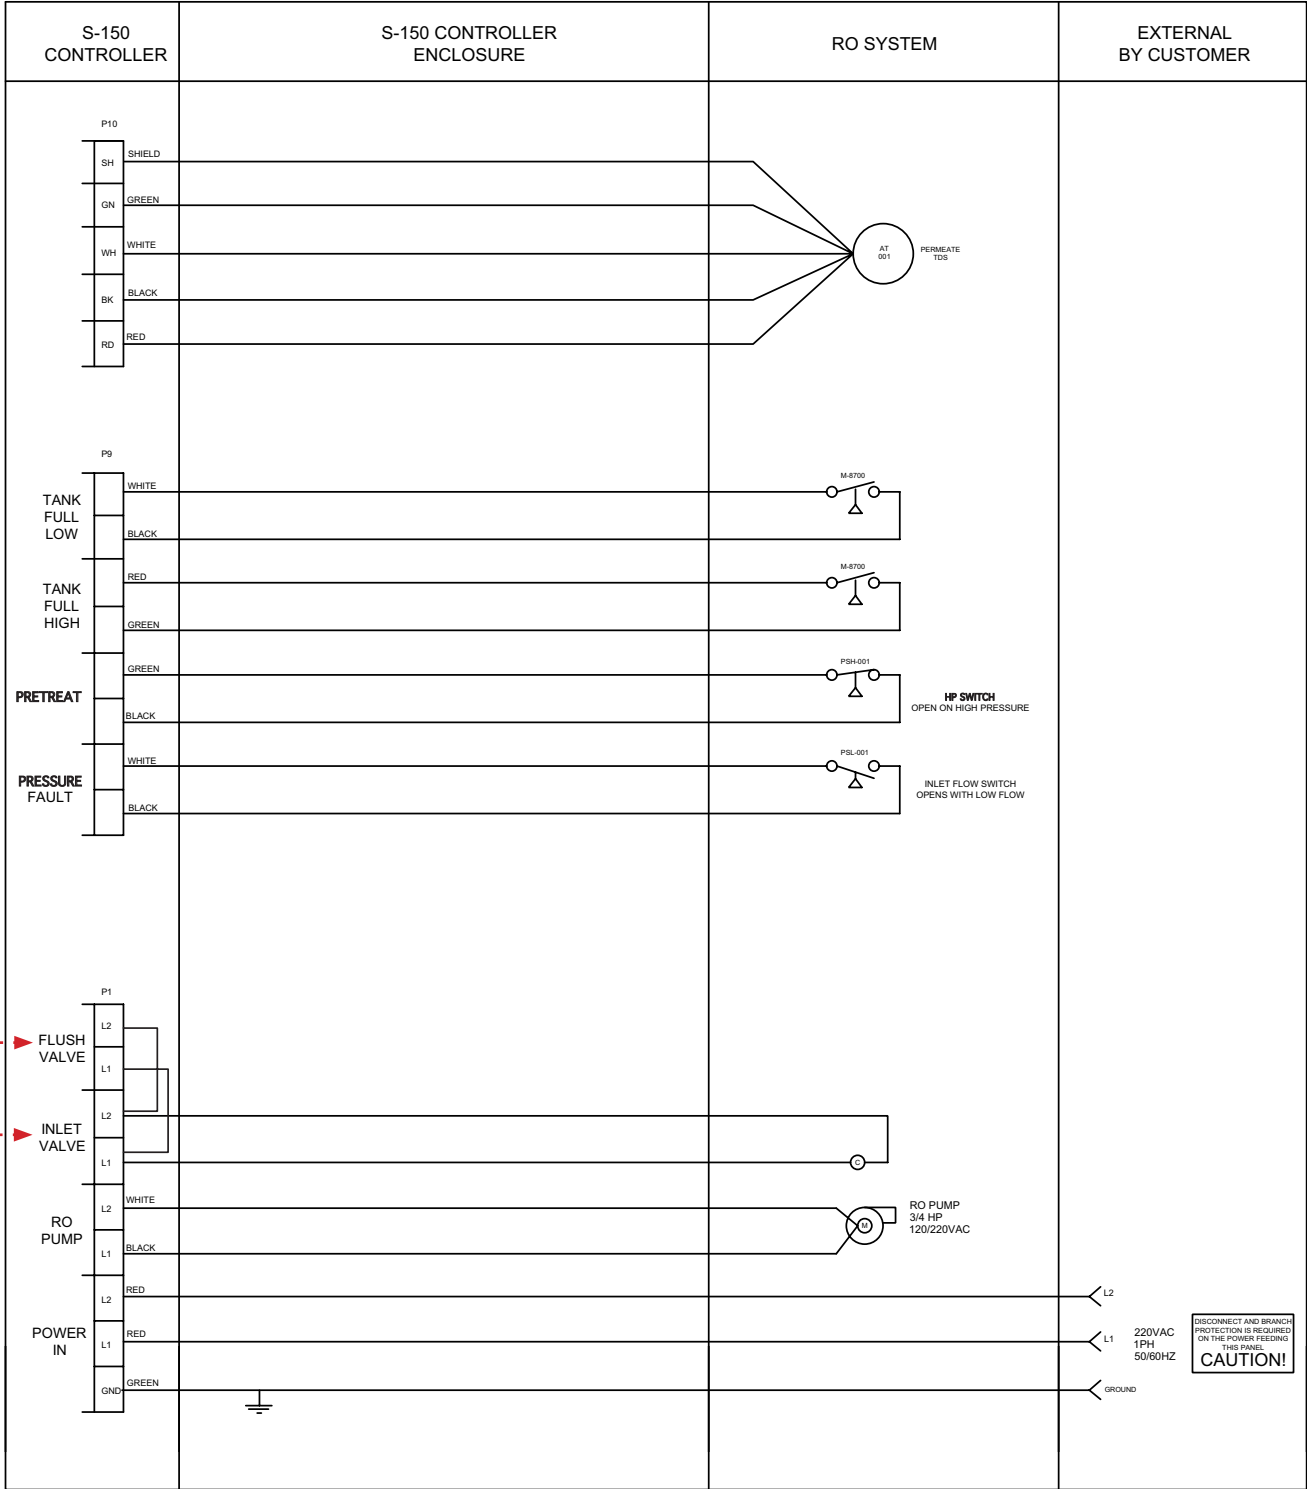 S-150
CONTROLLER
S-150 CONTROLLER
ENCLOSURE
RO SYSTEM
EXTERNAL
BY CUSTOMER
P10
SH
SHIELD
GN
GREEN
WH
WHITE
BK
BLACK
RD
RED
AT
001
PERMEATE
TDS
P9
TANK
FULL
LOW
WHITE
BLACK
M-8700
TANK
FULL
HIGH
RED
GREEN
M-8700
PRETREAT
GREEN
BLACK
PSH-001
HP SWITCH
OPEN ON HIGH PRESSURE
PRESSURE
FAULT
WHITE
BLACK
PSL-001
INLET FLOW SWITCH
OPENS WITH LOW FLOW
P1
FLUSH
VALVE
L2
L1
INLET
VALVE
L2
L1
C
RO
PUMP
L2
WHITE
L1
BLACK
M
RO PUMP
3/4 HP
120/220VAC
POWER
IN
L2
RED
L1
RED
GND
GREEN
L2
L1
GROUND
220VAC
1PH
50/60HZ
DISCONNECT AND BRANCH
PROTECTION IS REQUIRED
ON THE POWER FEEDING
THIS PANEL
CAUTION!